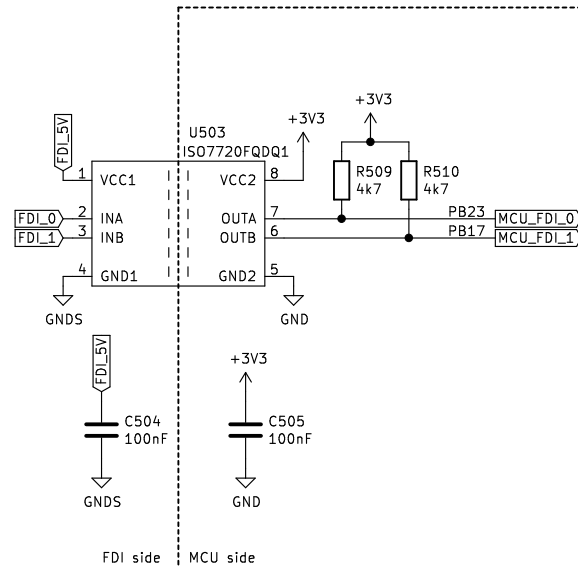 +3V3
FDI_5V
U503
+3V3
ISO7720FQDQ1
1
VCC1
VCC2
8
R509
4k7
R510
4k7
FDI_0
2
INA
OUTA
7
PB23
MCU_FDI_0
FDI_1
3
INB
OUTB
6
PB17
MCU_FDI_1
4
GND1
GND2
5
GNDS
GND
FDI_5V
+3V3
C504
100nF
C505
100nF
GNDS
GND
FDI side
MCU side